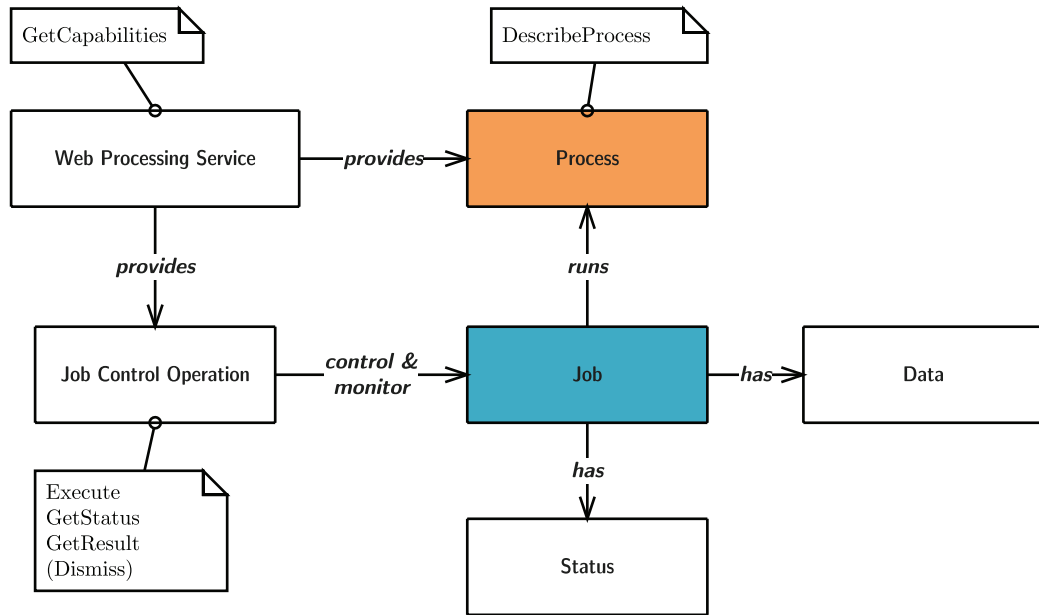 GetCapabilities
DescribeProcess
Web Processing Service
provides
Process
provides
runs
Job Control Operation
control &
monitor
Job
has
Data
has
Execute
GetStatus
GetResult
(Dismiss)
Status